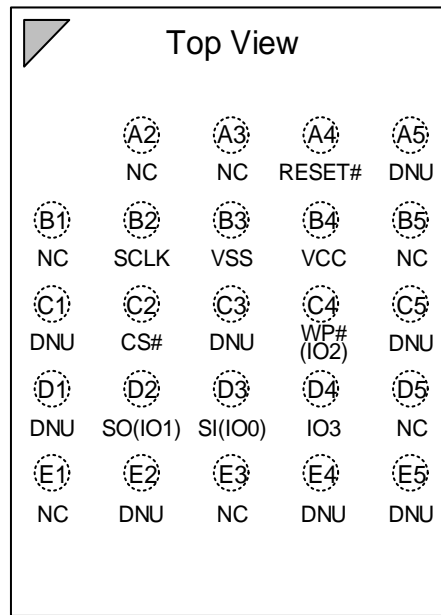 Top View
A2 A3 A4 A5
NC NC RESET# DNU
B1 B2 B3 B4 B5
NC SCLK VSS VCC NC
C1 C2 C3 C4 C5
DNU CS# DNU WP# DNU
(IO2)
D1 D2 D3 D4 D5
DNU SO(IO1) SI(IO0) IO3 NC
E1 E2 E3 E4 E5
NC DNU NC DNU DNU